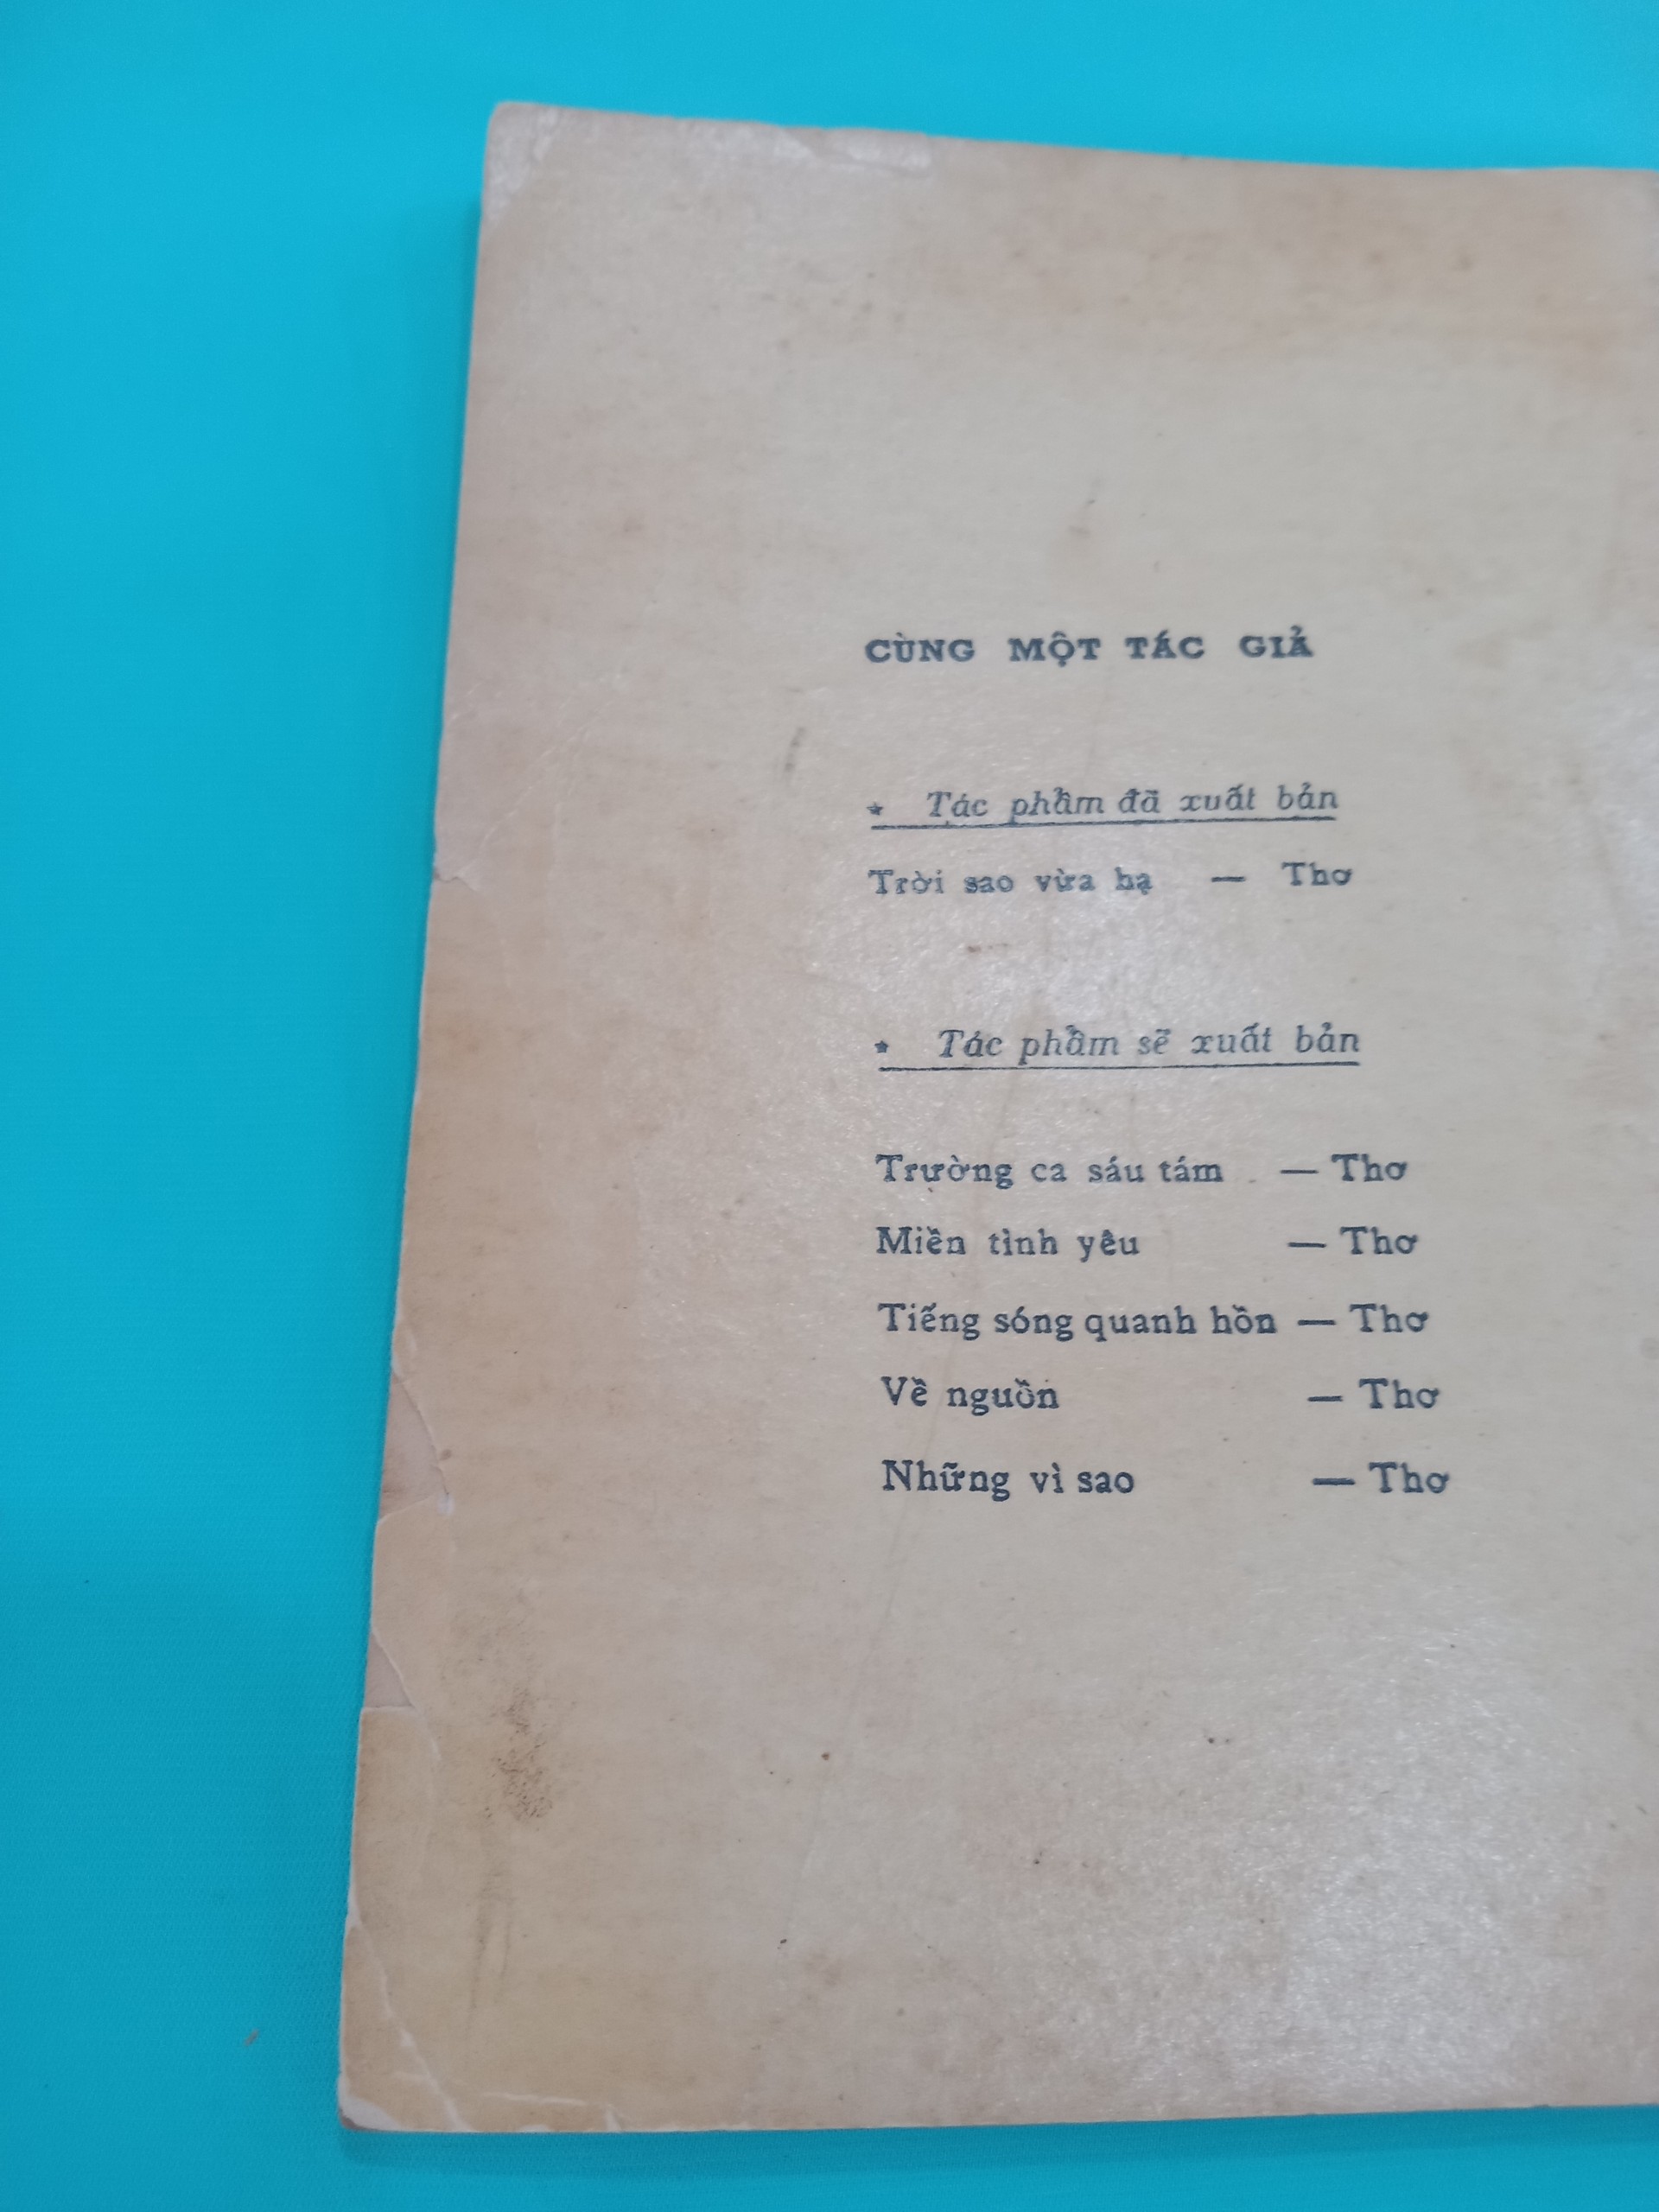 CÙNG MỘT TÁC GIẢ
* Tác phẩm đã xuất bản
Trời sao vừa hạ — Thơ
* Tác phẩm sẽ xuất bản
Trường ca sáu tám — Thơ
Miền tình yêu — Thơ
Tiếng sóng quanh hồn — Thơ
Về nguồn — Thơ
Những vì sao — Thơ